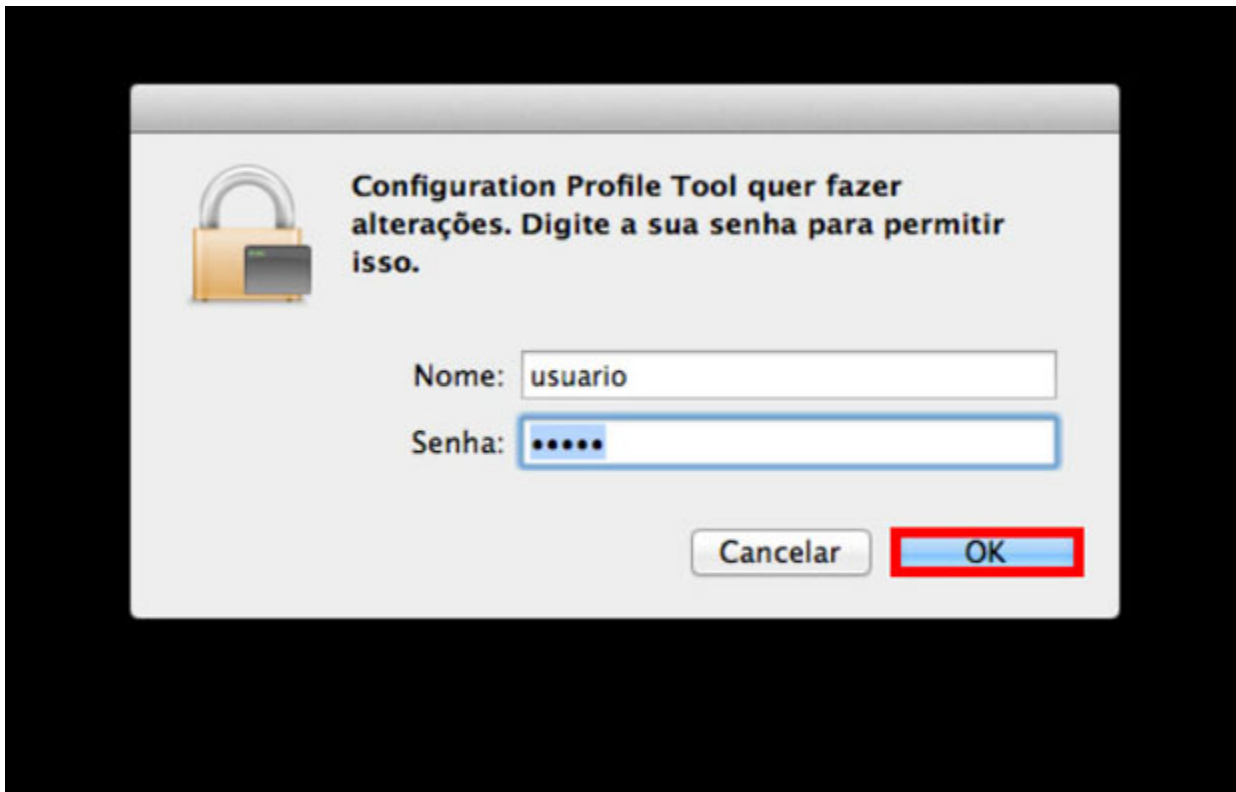 Configuration Profile Tool quer fazer
alterações. Digite a sua senha para permitir
isso.
Nome: usuario
Senha: •••••
Cancelar OK